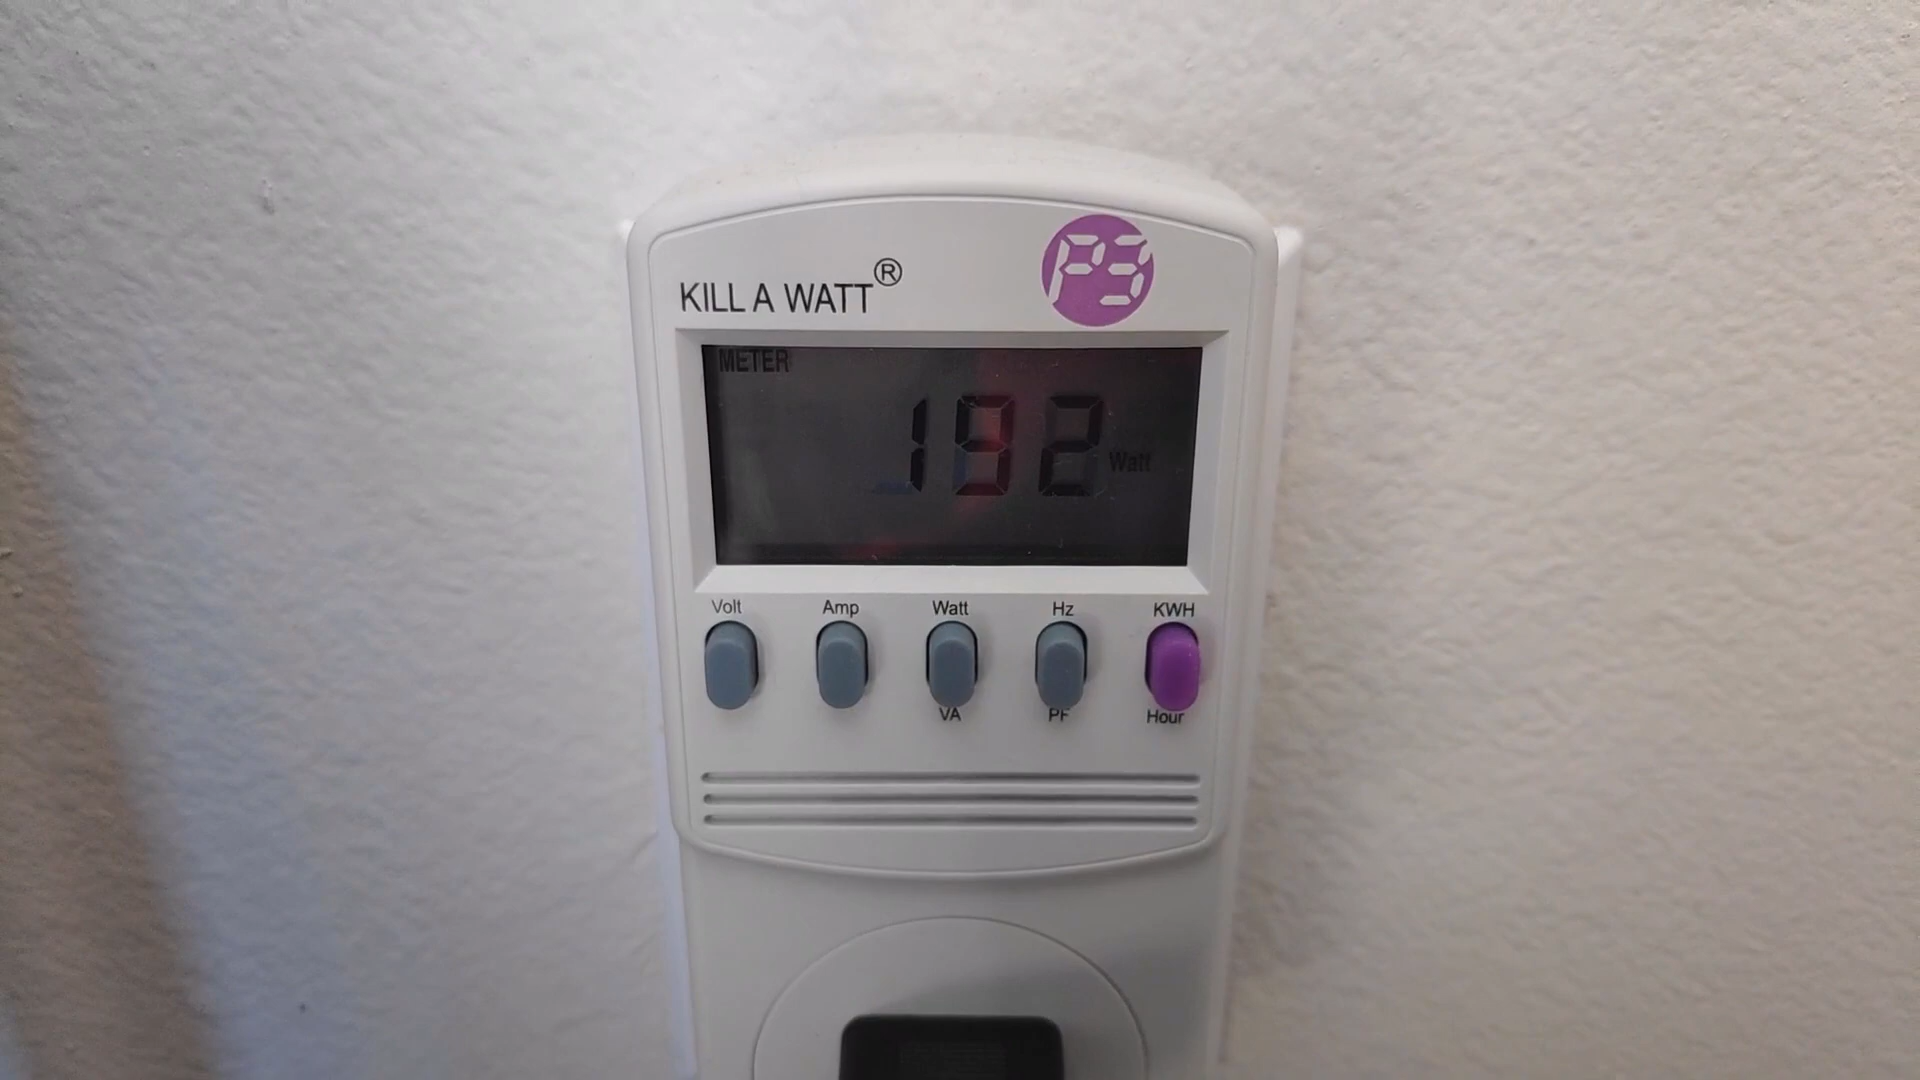 KILL A WATT® P3
METER
192 Watt
Volt Amp Watt Hz KWH
VA PF Hour